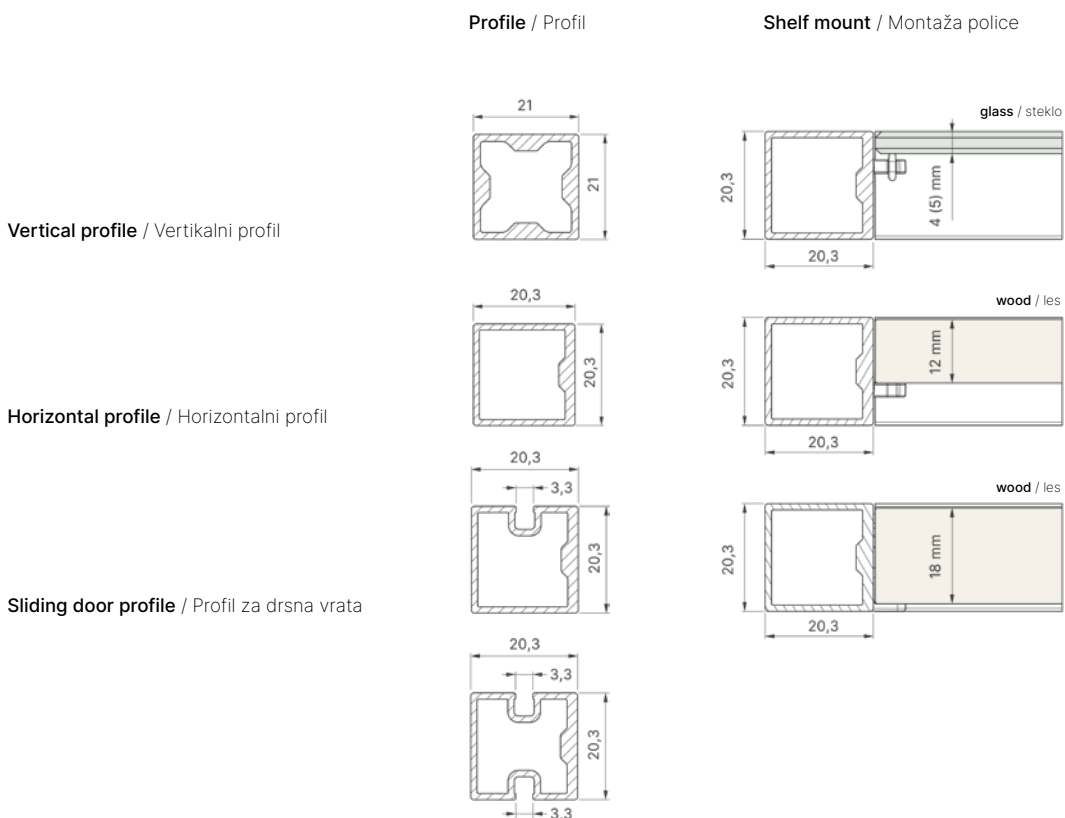 Profile / Profil
Shelf mount / Montaža police
21
21
glass / steklo
20,3
4 (5) mm
20,3
Vertical profile / Vertikalni profil
20,3
20,3
wood / les
20,3
12 mm
20,3
Horizontal profile / Horizontalni profil
20,3
3,3
20,3
wood / les
20,3
18 mm
20,3
Sliding door profile / Profil za drsna vrata
20,3
3,3
20,3
3,3